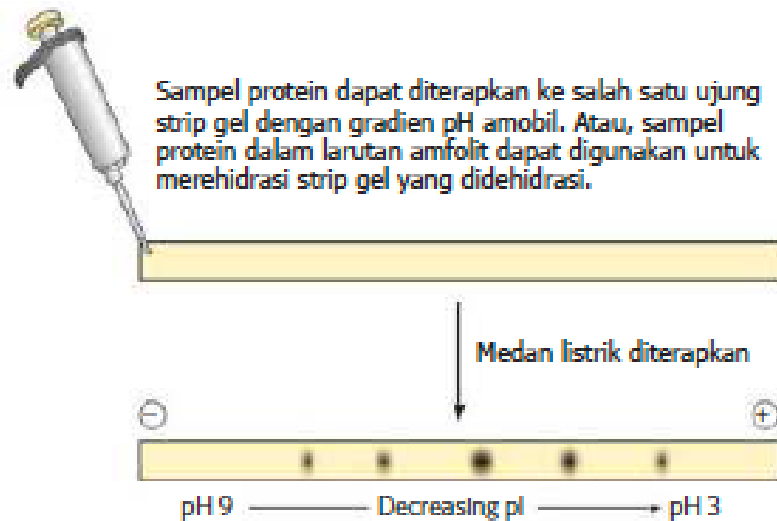 Sampel protein dapat diterapkan ke salah satu ujung
strip gel dengan gradien pH amobil. Atau, sampel
protein dalam larutan amfolit dapat digunakan untuk
merehidrasi strip gel yang didehidrasi.
Medan listrik diterapkan
− +
pH 9 Decreasing pI pH 3